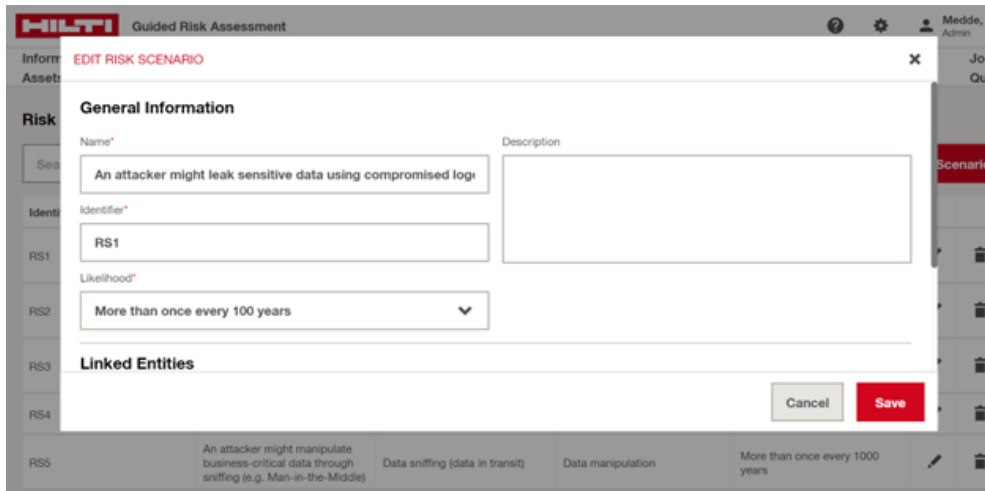 HILTI Guided Risk Assessment
Medde,
Admin
Inform
Assets
Jo
Qu
EDIT RISK SCENARIO
Risk
Sea
Scenario
General Information
Name*
An attacker might leak sensitive data using compromised log
Description
Identifier*
RS1
Likelihood*
More than once every 100 years
Linked Entities
Cancel
Save
Identi
RS1
RS2
RS3
RS4
RS5
An attacker might manipulate
business-critical data through
sniffing (e.g. Man-in-the-Middle)
Data sniffing (data in transit)
Data manipulation
More than once every 1000
years